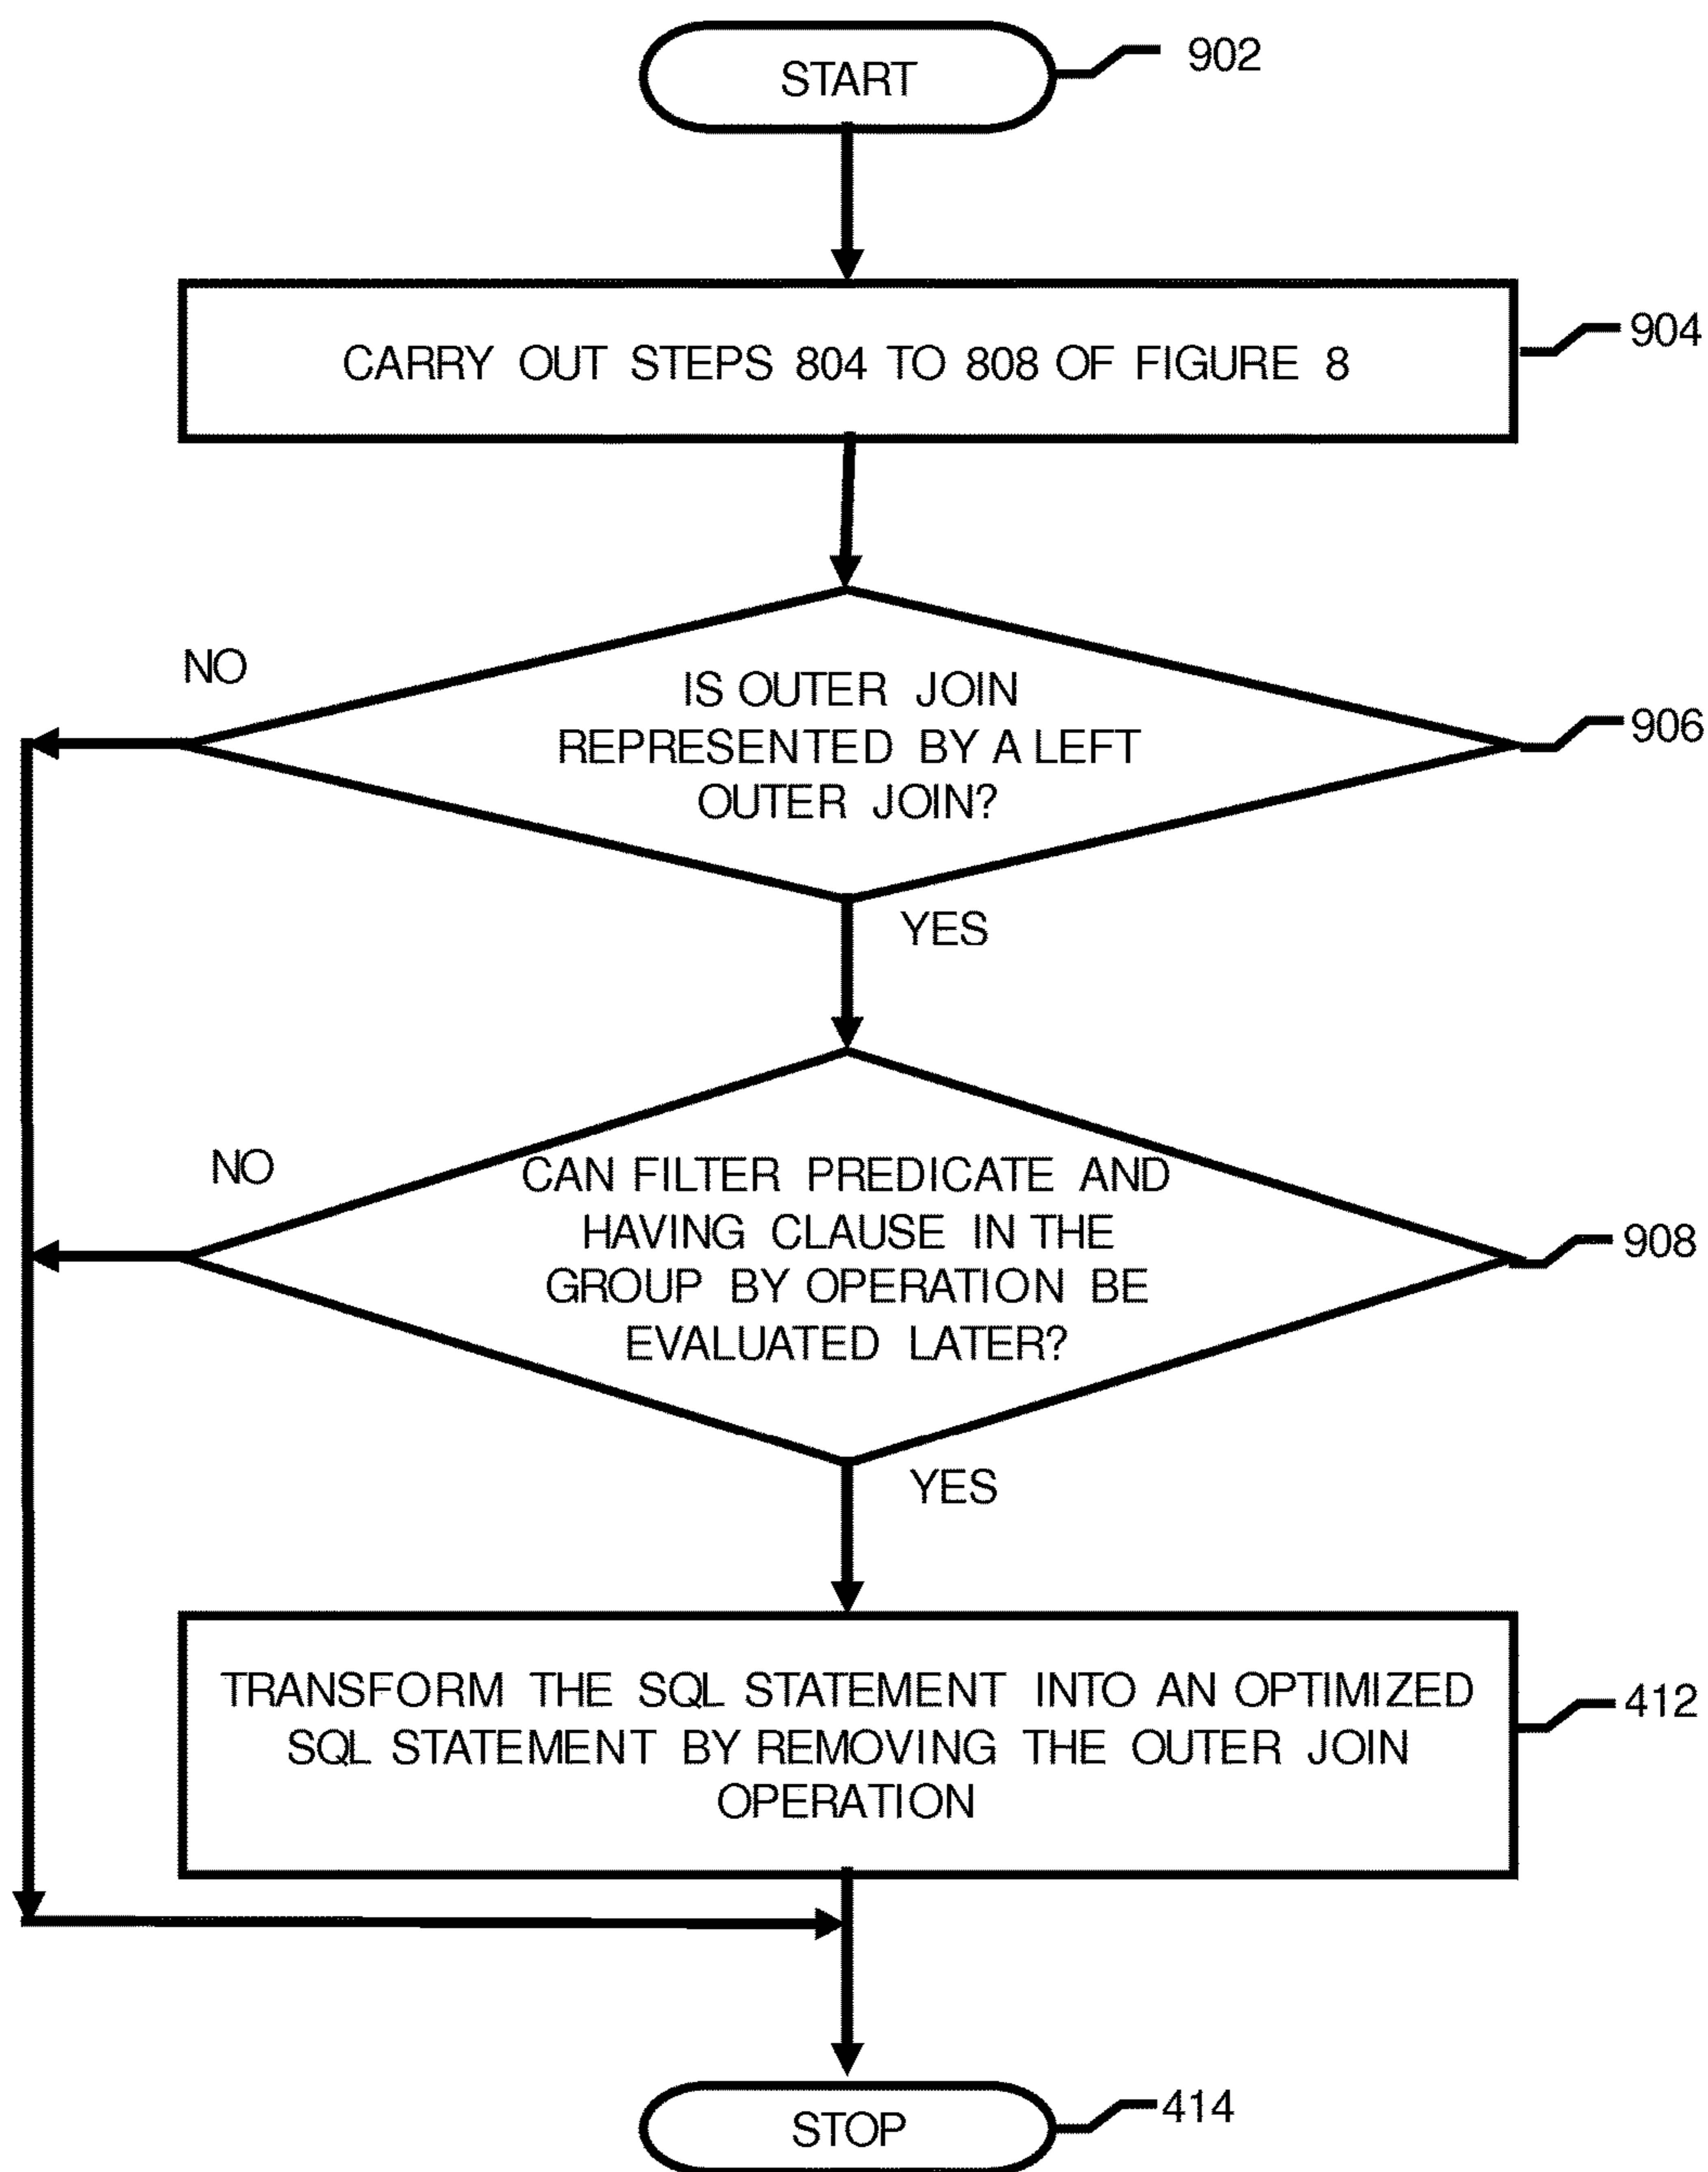 START
902
CARRY OUT STEPS 804 TO 808 OF FIGURE 8
904
NO
IS OUTER JOIN
REPRESENTED BY A LEFT
OUTER JOIN?
906
YES
NO
CAN FILTER PREDICATE AND
HAVING CLAUSE IN THE
GROUP BY OPERATION BE
EVALUATED LATER?
908
YES
TRANSFORM THE SQL STATEMENT INTO AN OPTIMIZED
SQL STATEMENT BY REMOVING THE OUTER JOIN
OPERATION
412
STOP
414